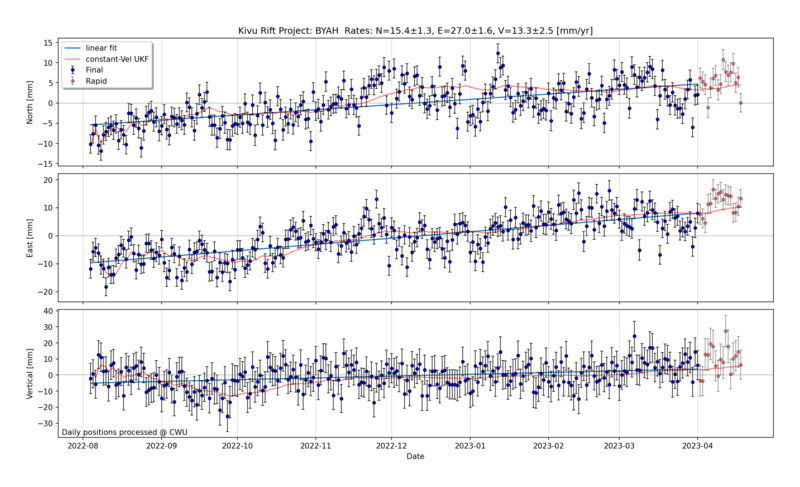 Kivu Rift Project: BYAH  Rates: N=15.4±1.3, E=27.0±1.6, V=13.3±2.5 [mm/yr]
linear fit
constant-Vel UKF
Final
Rapid
North [mm]
15
10
5
0
−5
−10
−15
East [mm]
20
10
0
−10
−20
Vertical [mm]
40
30
20
10
0
−10
−20
−30
Daily positions processed @ CWU
2022-08 2022-09 2022-10 2022-11 2022-12 2023-01 2023-02 2023-03 2023-04
Date